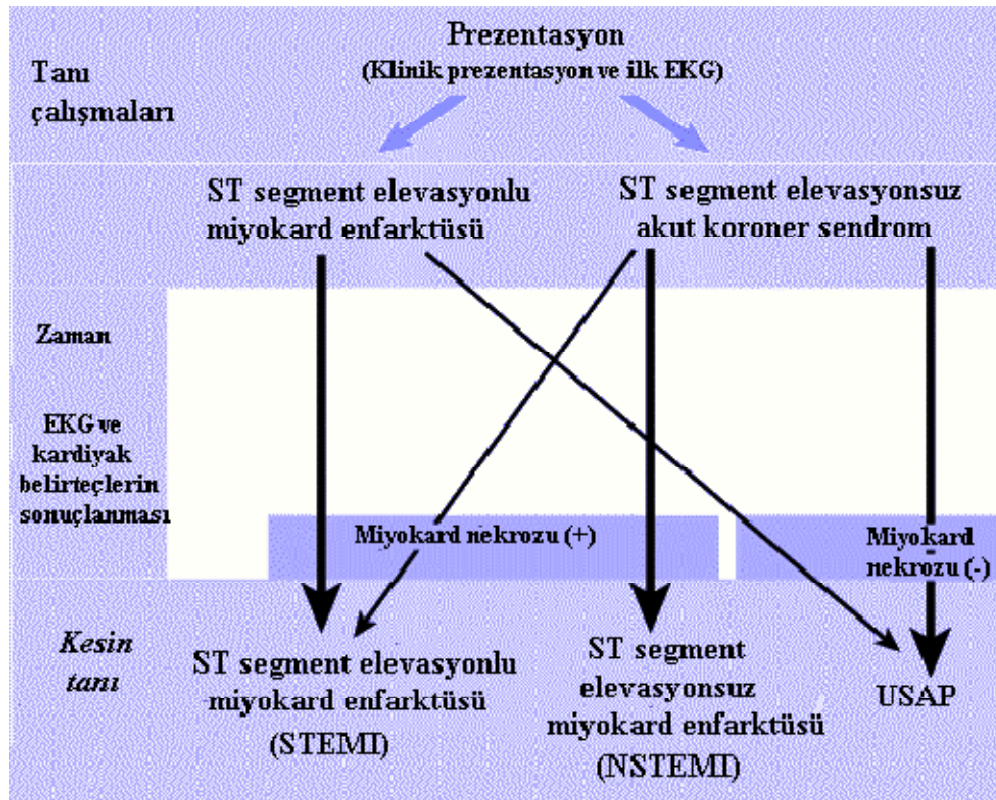 Prezentasyon
(Klinik prezentasyon ve ilk EKG)
Tanı
çalışmaları
ST segment elevasyonlu
miyokard enfarktüsü
ST segment elevasyonsuz
akut koroner sendrom
Zaman
EKG ve
kardiyak
belirteçlerin
sonuçlanması
Miyokard nekrozu (+)
Miyokard
nekrozu (-)
Kesin
tanı
ST segment elevasyonlu
miyokard enfarktüsü
(STEMI)
ST segment
elevasyonsuz
miyokard enfarktüsü
(NSTEMI)
USAP